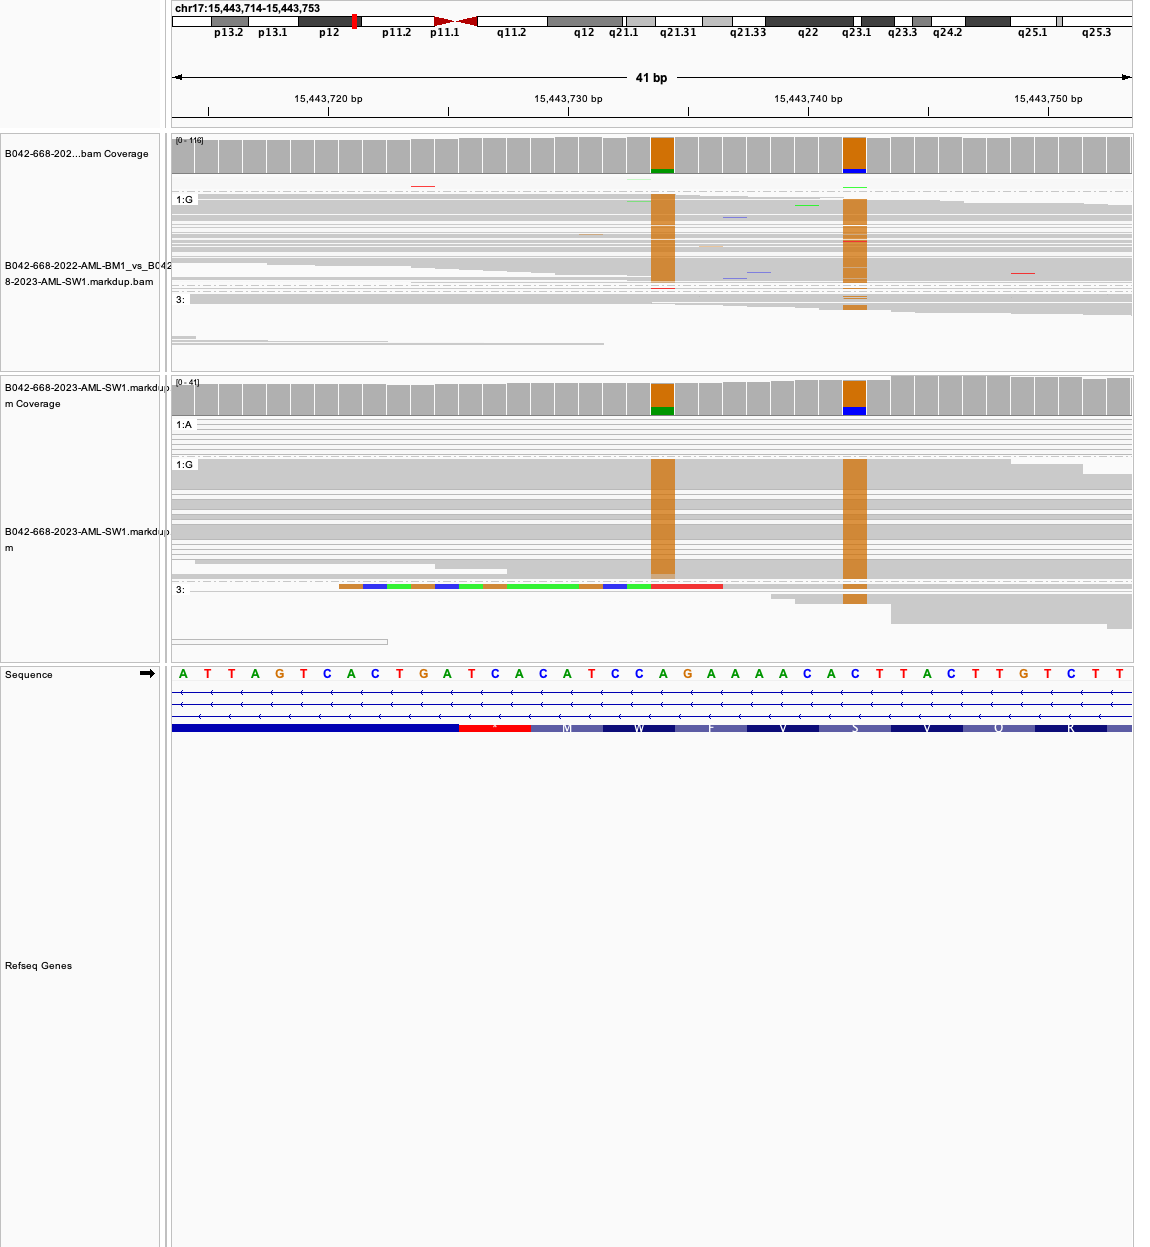 chr17:15,443,714-15,443,753
p13.2 p13.1 p12 p11.2 p11.1 q11.2 q12 q21.1 q21.31 q21.33 q22 q23.1 q23.3 q24.2 q25.1 q25.3
41 bp
15,443,720 bp 15,443,730 bp 15,443,740 bp 15,443,750 bp
[0 - 116]
B042-668-202...bam Coverage
1:G
B042-668-2022-AML-BM1_vs_B042
8-2023-AML-SW1.markdup.bam
3:
[0 - 41]
B042-668-2023-AML-SW1.markdup
m Coverage
1:A
1:G
B042-668-2023-AML-SW1.markdup
m
3:
Sequence A T T A G T C A C T G A T C A C A T C C A G A A A A C A C T T A C T T G T C T T
M W F V S V Q R
Refseq Genes